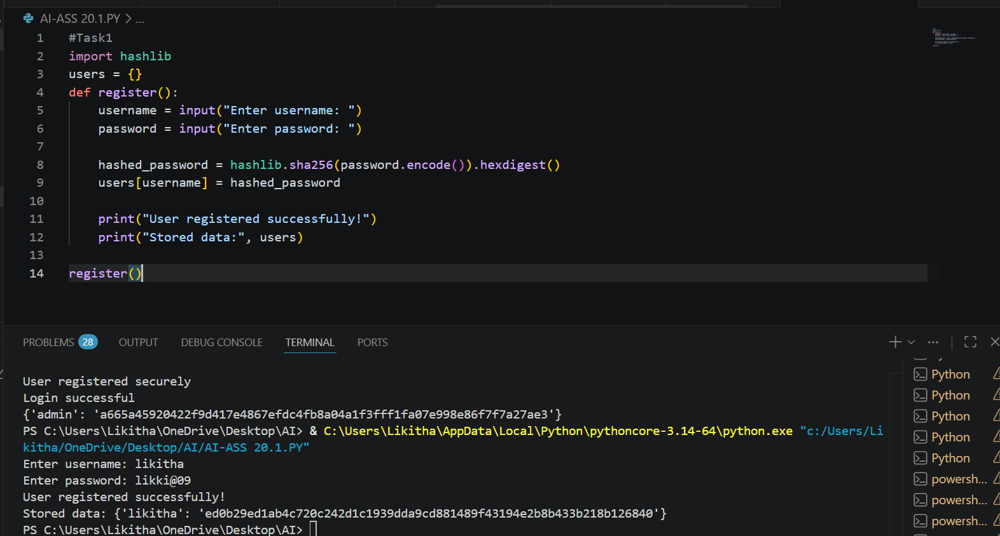 AI-ASS 20.1.PY > ...
1 #Task1
2 import hashlib
3 users = {}
4 def register():
5     username = input("Enter username: ")
6     password = input("Enter password: ")
7
8     hashed_password = hashlib.sha256(password.encode()).hexdigest()
9     users[username] = hashed_password
10
11     print("User registered successfully!")
12     print("Stored data:", users)
13
14 register()
PROBLEMS 28 OUTPUT DEBUG CONSOLE TERMINAL PORTS
User registered securely
Login successful
{'admin': 'a665a45920422f9d417e4867efdc4fb8a04a1f3fff1fa07e998e86f7f7a27ae3'}
PS C:\Users\Likitha\OneDrive\Desktop\AI> & C:\Users\Likitha\AppData\Local\Python\pythoncore-3.14-64\python.exe "c:/Users/Li
kitha/OneDrive/Desktop/AI/AI-ASS 20.1.PY"
Enter username: likitha
Enter password: likki@09
User registered successfully!
Stored data: {'likitha': 'ed0b29ed1ab4c720c242d1c1939dda9cd881489f43194e2b8b433b218b126840'}
PS C:\Users\Likitha\OneDrive\Desktop\AI>
Python
Python
Python
Python
Python
powersh...
powersh...
powersh...